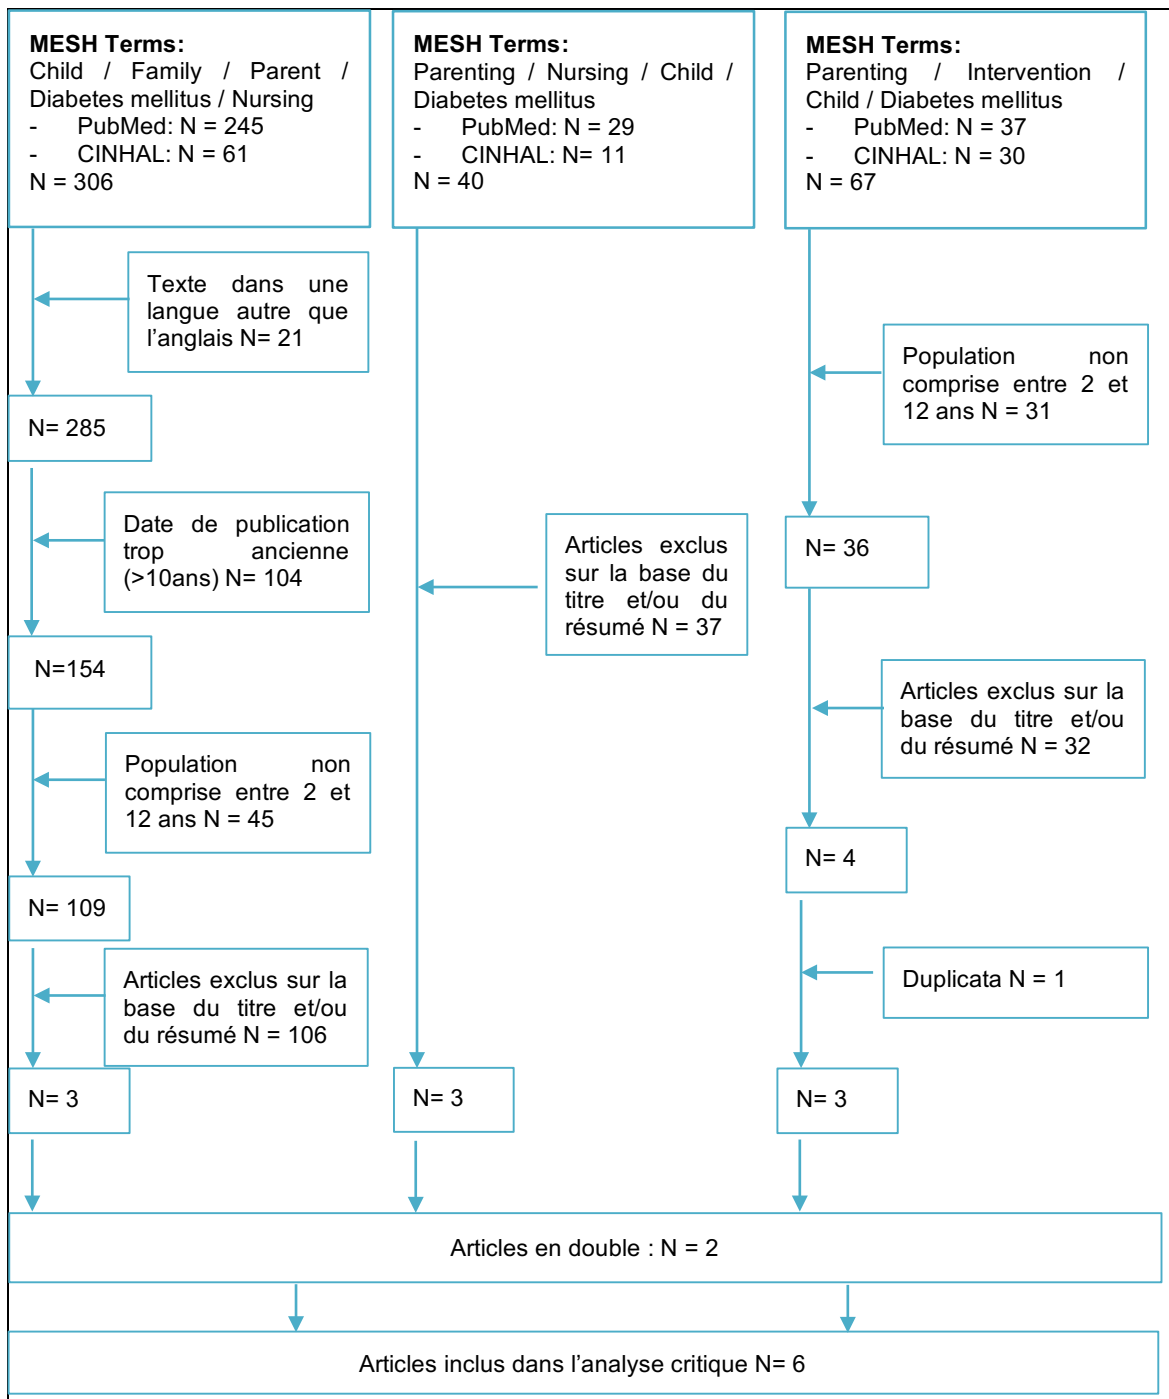 MESH Terms:
Child / Family / Parent /
Diabetes mellitus / Nursing
- PubMed: N = 245
- CINHAL: N = 61
N = 306
MESH Terms:
Parenting / Nursing / Child /
Diabetes mellitus
- PubMed: N = 29
- CINHAL: N= 11
N = 40
MESH Terms:
Parenting / Intervention /
Child / Diabetes mellitus
- PubMed: N = 37
- CINHAL: N = 30
N = 67
Texte dans une
langue autre que
l'anglais N= 21
N= 285
Date de publication
trop ancienne
(>10ans) N= 104
N=154
Population non
comprise entre 2 et
12 ans N = 45
N= 109
Articles exclus sur la
base du titre et/ou
du résumé N = 106
N= 3
Articles exclus
sur la base du
titre et/ou du
résumé N = 37
N= 3
Population non
comprise entre 2 et
12 ans N = 31
N= 36
Articles exclus sur la
base du titre et/ou
du résumé N = 32
N= 4
Duplicata N = 1
N= 3
Articles en double : N = 2
Articles inclus dans l'analyse critique N= 6